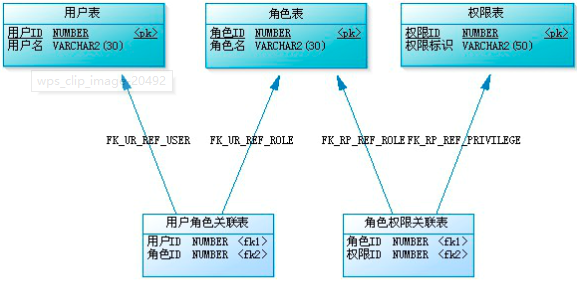 用户表
用户ID NUMBER <pk>
用户名 VARCHAR2(30)
角色表
角色ID NUMBER <pk>
角色名 VARCHAR2(30)
权限表
权限ID NUMBER <pk>
权限标识 VARCHAR2(50)
wps_clip_image-20492
FK_UR_REF_USER
FK_UR_REF_ROLE
FK_RP_REF_ROLE
FK_RP_REF_PRIVILEGE
用户角色关联表
用户ID NUMBER <fk1>
角色ID NUMBER <fk2>
角色权限关联表
角色ID NUMBER <fk1>
权限ID NUMBER <fk2>